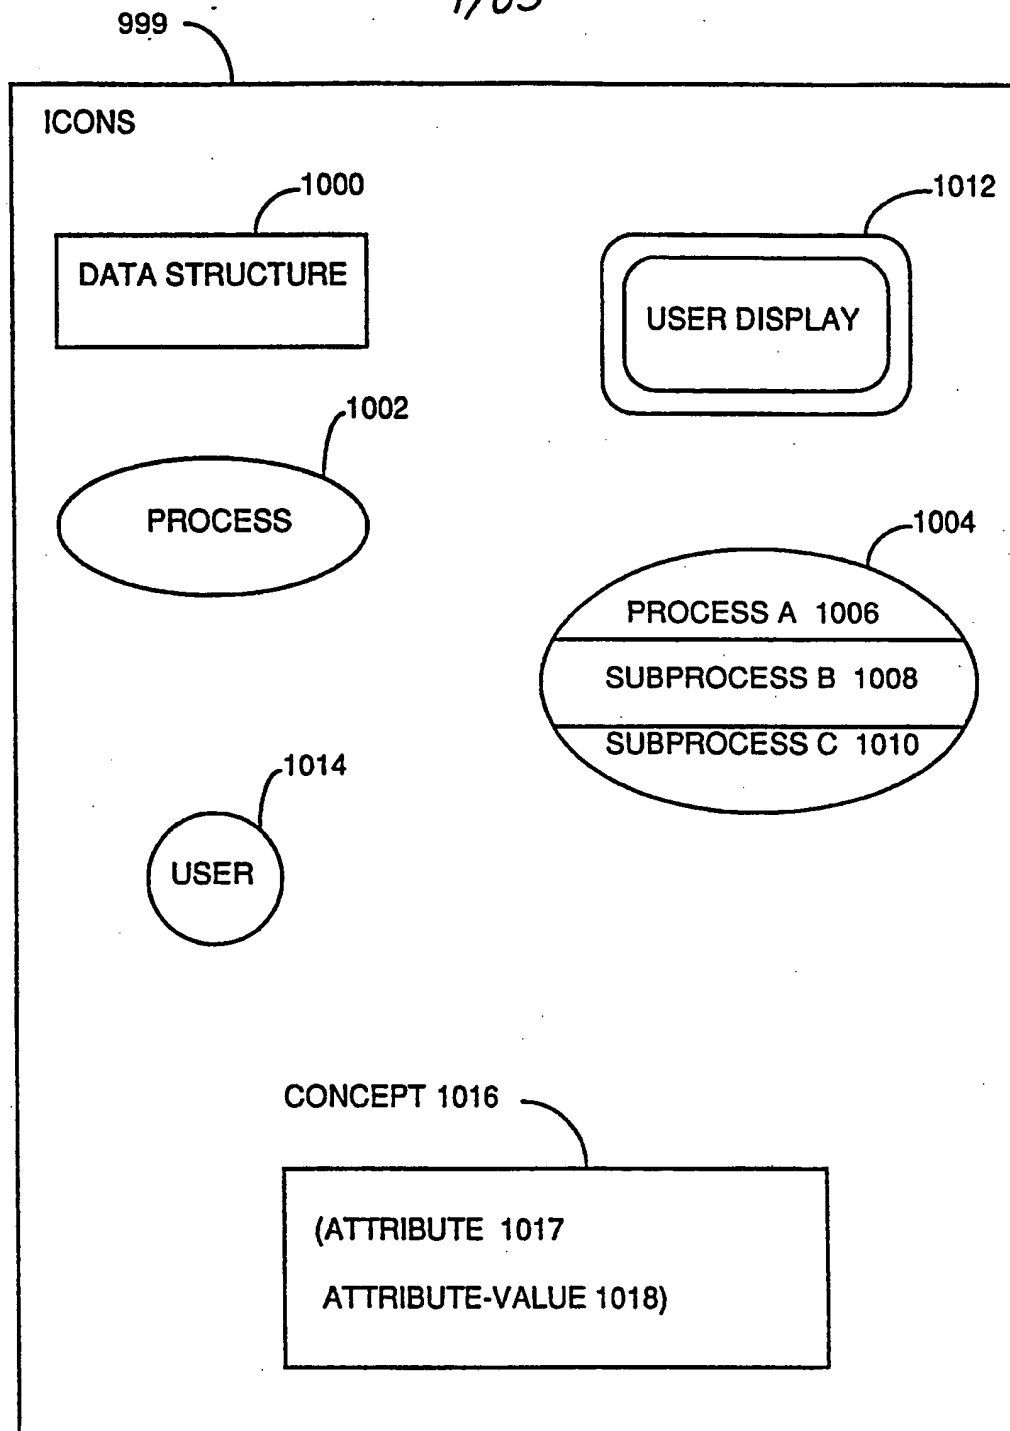 999
ICONS
1000
DATA STRUCTURE
1012
USER DISPLAY
1002
PROCESS
1004
PROCESS A 1006
SUBPROCESS B 1008
SUBPROCESS C 1010
1014
USER
CONCEPT 1016
(ATTRIBUTE 1017
ATTRIBUTE-VALUE 1018)